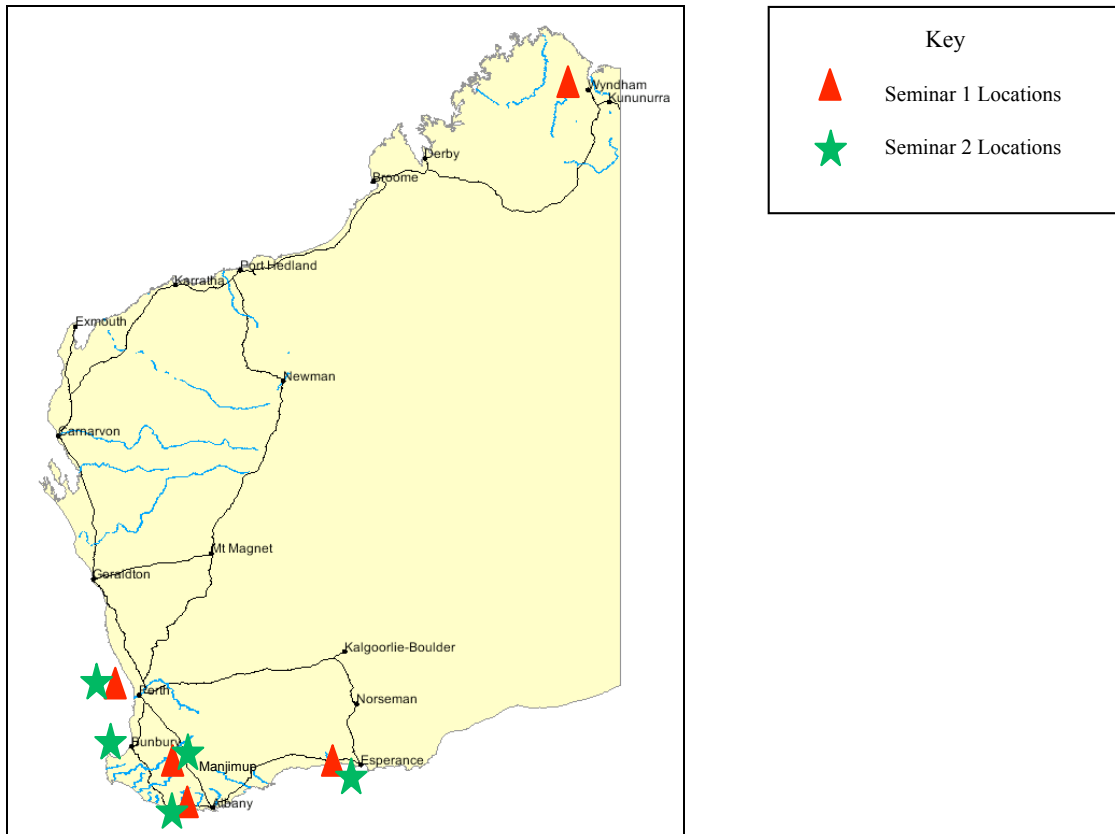 Key
Seminar 1 Locations
Seminar 2 Locations
Wyndham
Kununurra
Derby
Broome
Port Hedland
Karratha
Exmouth
Newman
Carnarvon
Mt Magnet
Geraldton
Kalgoorlie-Boulder
Perth
Norseman
Bunbury
Manjimup
Esperance
Albany